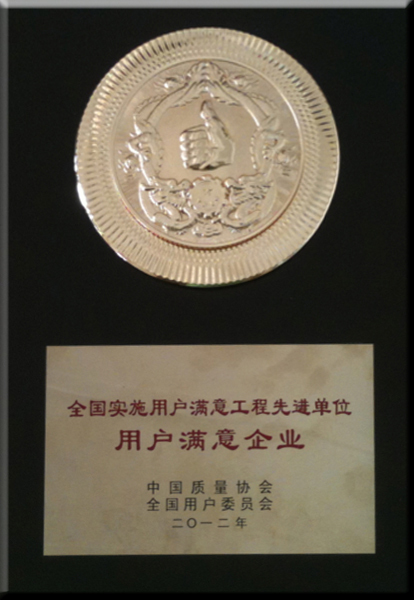 全国实施用户满意工程先进单位
用户满意企业
中国质量协会
全国用户委员会
二〇一二年